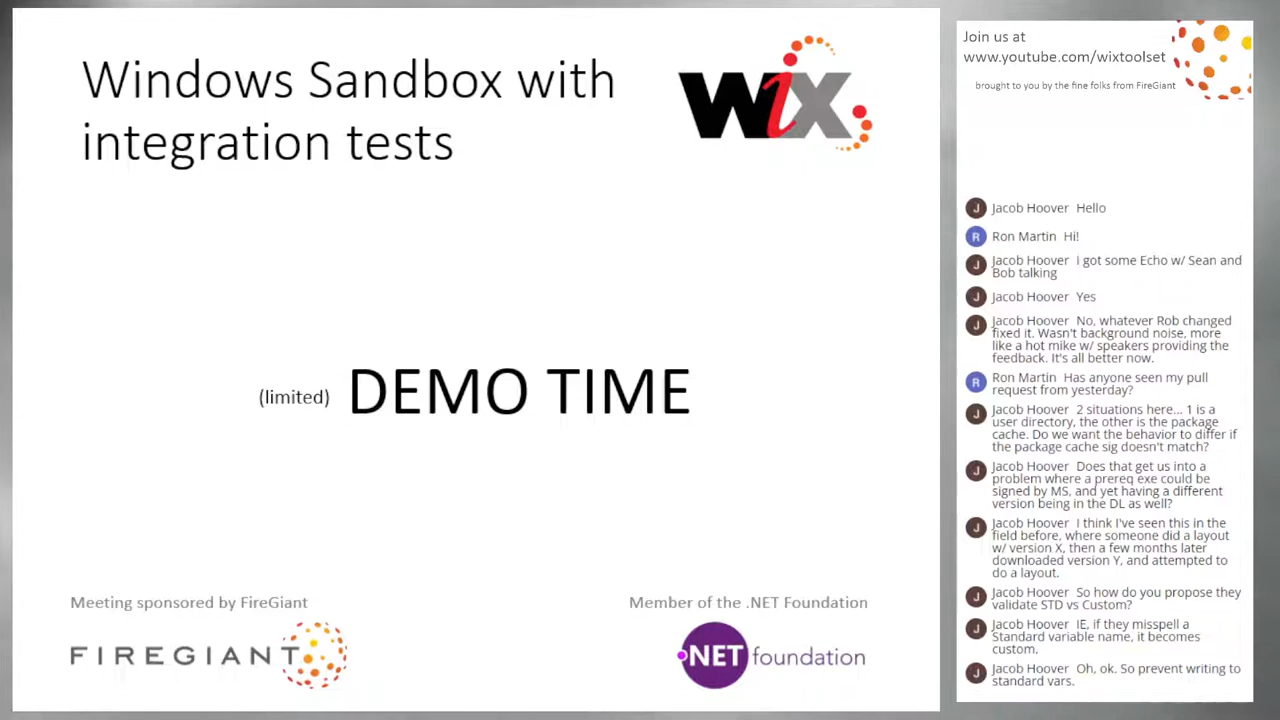 Windows Sandbox with
integration tests
WiX
(limited) DEMO TIME
Meeting sponsored by FireGiant
FIREGIANT
Member of the .NET Foundation
.NET foundation
Join us at
www.youtube.com/wixtoolset
brought to you by the fine folks from FireGiant
J Jacob Hoover Hello
R Ron Martin Hi!
J Jacob Hoover I got some Echo w/ Sean and
Bob talking
J Jacob Hoover Yes
J Jacob Hoover No, whatever Rob changed
fixed it. Wasn't background noise, more
like a hot mike w/ speakers providing the
feedback. It's all better now.
R Ron Martin Has anyone seen my pull
request from yesterday?
J Jacob Hoover 2 situations here... 1 is a
user directory, the other is the package
cache. Do we want the behavior to differ if
the package cache sig doesn't match?
J Jacob Hoover Does that get us into a
problem where a prereq exe could be
signed by MS, and yet having a different
version being in the DL as well?
J Jacob Hoover I think I've seen this in the
field before, where someone did a layout
w/ version X, then a few months later
downloaded version Y, and attempted to
do a layout.
J Jacob Hoover So how do you propose they
validate STD vs Custom?
J Jacob Hoover IE, if they misspell a
Standard variable name, it becomes
custom.
J Jacob Hoover Oh, ok. So prevent writing to
standard vars.